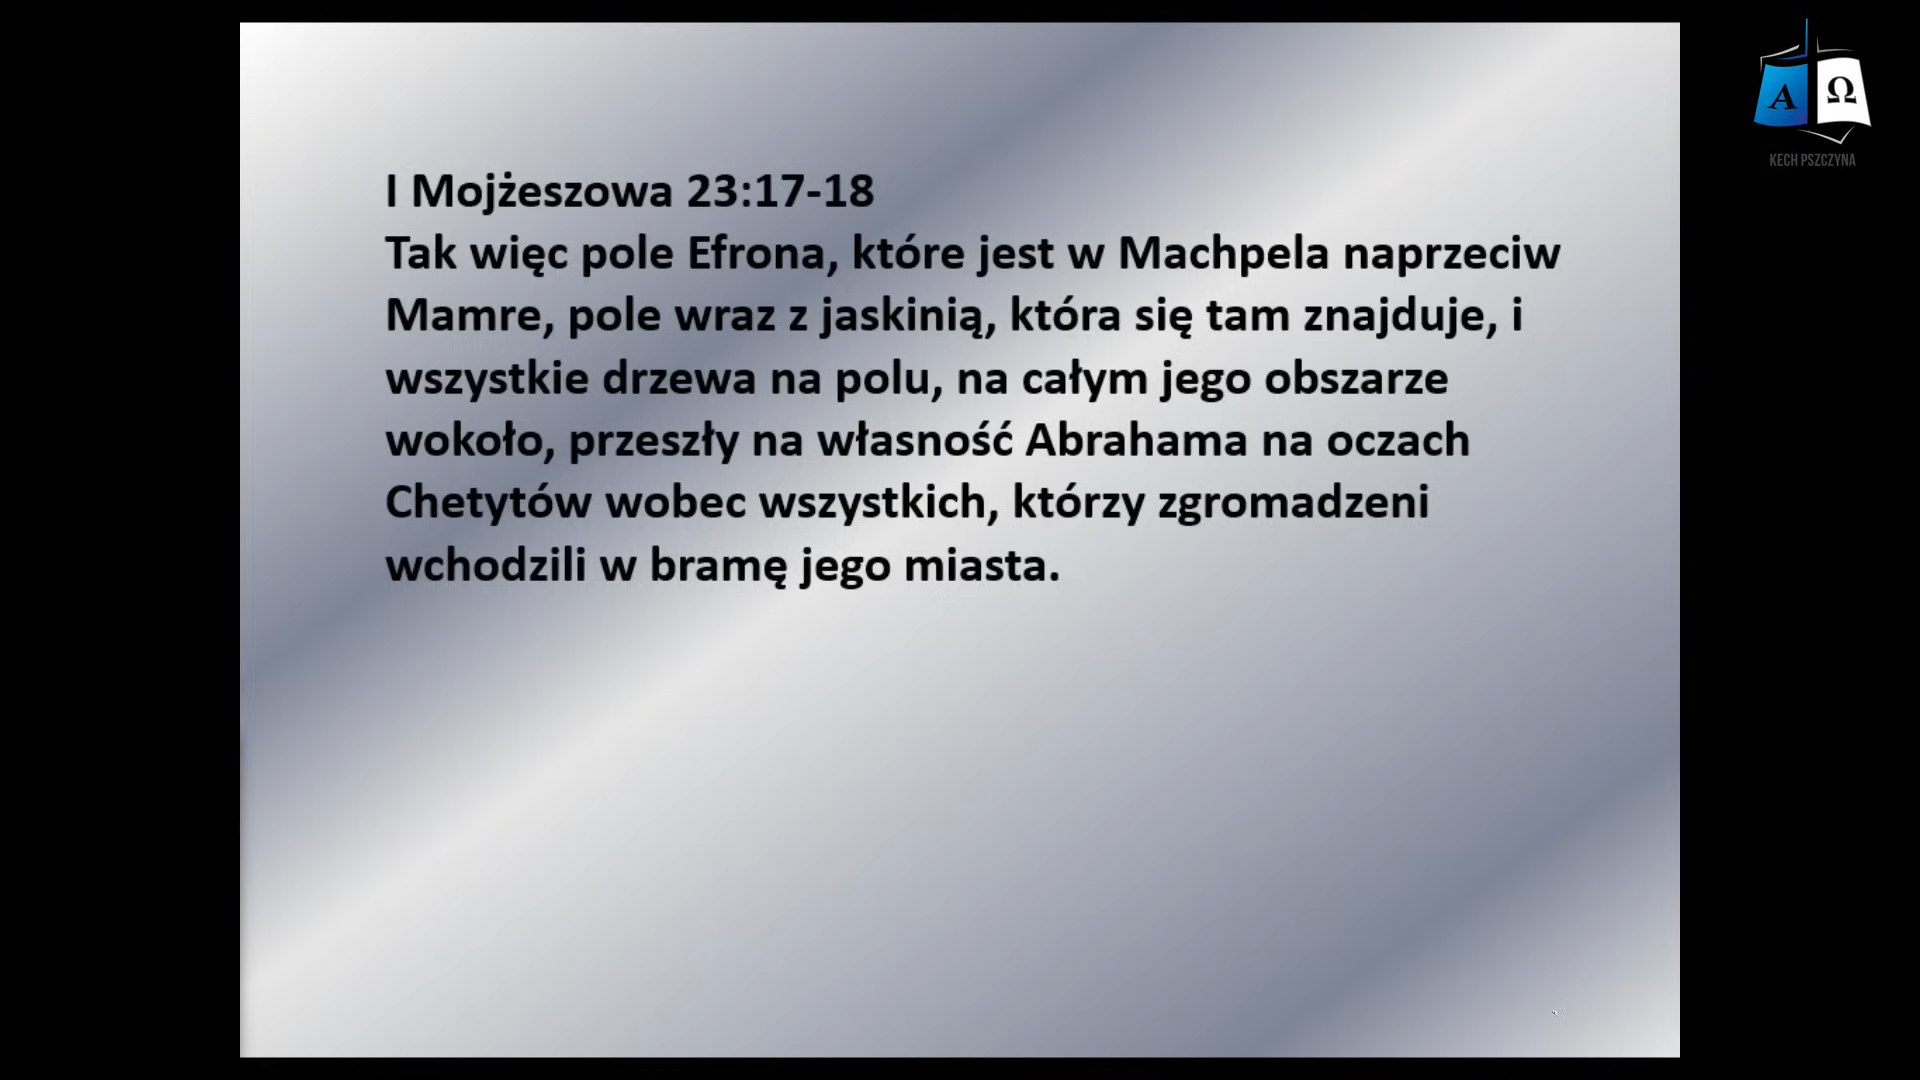 I Mojżeszowa 23:17-18
Tak więc pole Efrona, które jest w Machpela naprzeciw
Mamre, pole wraz z jaskinią, która się tam znajduje, i
wszystkie drzewa na polu, na całym jego obszarze
wokoło, przeszły na własność Abrahama na oczach
Chetytów wobec wszystkich, którzy zgromadzeni
wchodzili w bramę jego miasta.
A Ω
KECH PSZCZYNA